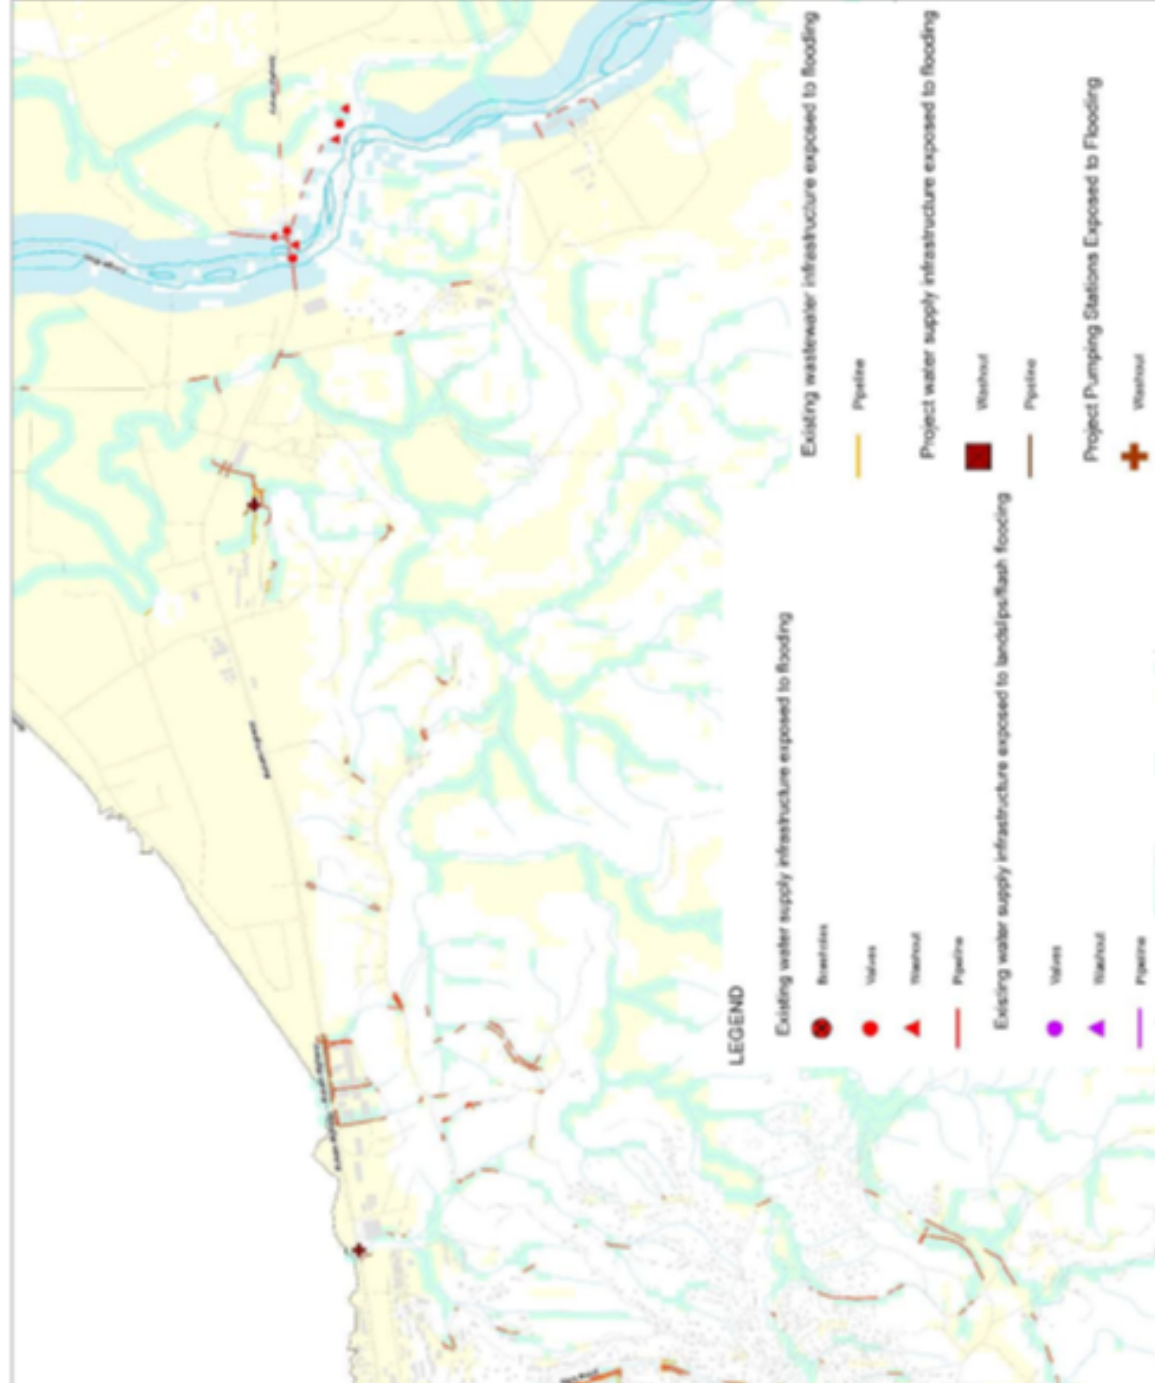 LEGEND
Existing water supply infrastructure exposed to flooding
Boreholes
Valves
Washout
Pipeline
Existing water supply infrastructure exposed to landslips/flash flooding
Valves
Washout
Pipeline
Existing wastewater infrastructure exposed to flooding
Pipeline
Project water supply infrastructure exposed to flooding
Washout
Pipeline
Project Pumping Stations Exposed to Flooding
Washout